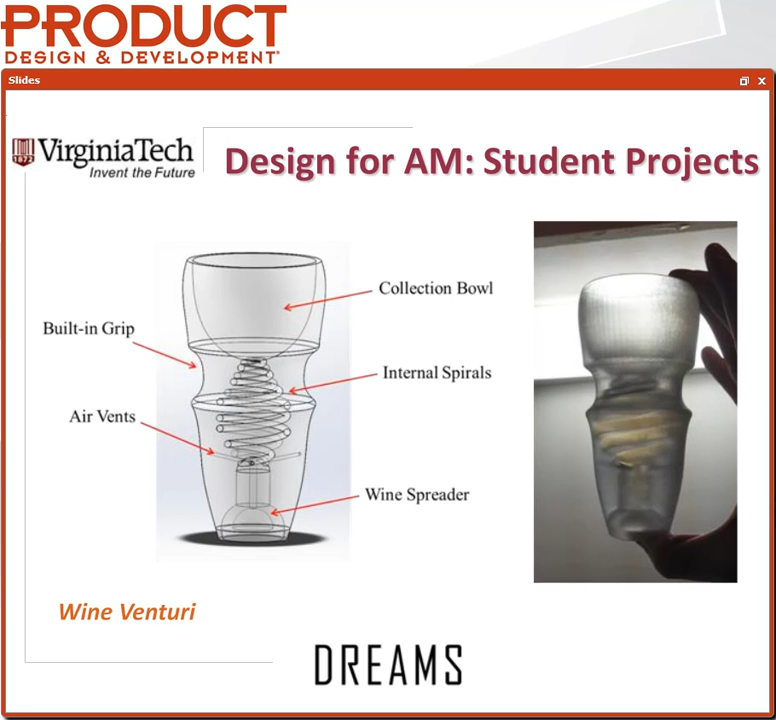 PRODUCT
DESIGN & DEVELOPMENT
Slides
1872
VirginiaTech
Invent the Future
Design for AM: Student Projects
Collection Bowl
Built-in Grip
Internal Spirals
Air Vents
Wine Spreader
Wine Venturi
DREAMS